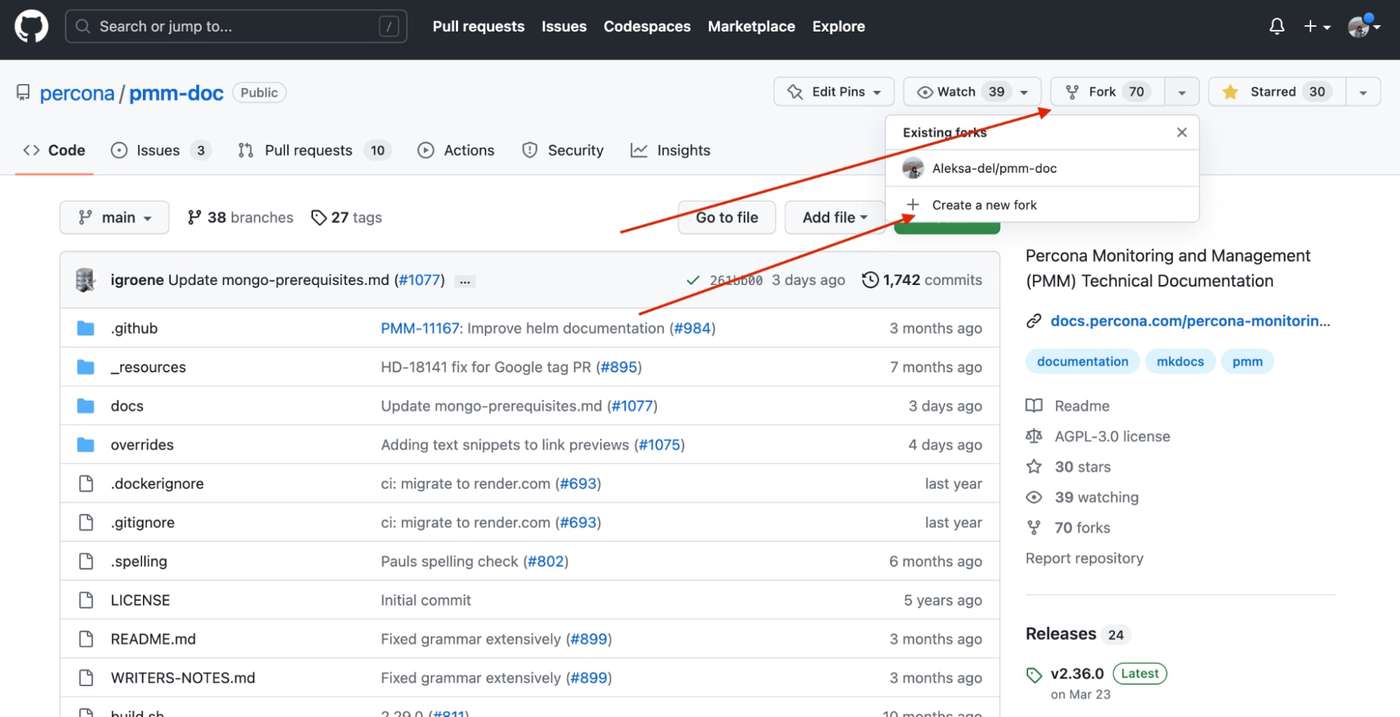 Search or jump to... / Pull requests Issues Codespaces Marketplace Explore
percona / pmm-doc Public Edit Pins Watch 39 Fork 70 Starred 30
Existing forks
Code Issues 3 Pull requests 10 Actions Security Insights
Aleksa-del/pmm-doc
Create a new fork
main 38 branches 27 tags Go to file Add file
Percona Monitoring and Management
(PMM) Technical Documentation
igroene Update mongo-prerequisites.md (#1077) ... 261bb00 3 days ago 1,742 commits
docs.percona.com/percona-monitorin...
.github PMM-11167: Improve helm documentation (#984) 3 months ago
documentation mkdocs pmm
_resources HD-18141 fix for Google tag PR (#895) 7 months ago
docs Update mongo-prerequisites.md (#1077) 3 days ago
Readme
overrides Adding text snippets to link previews (#1075) 4 days ago
AGPL-3.0 license
30 stars
.dockerignore ci: migrate to render.com (#693) last year
39 watching
.gitignore ci: migrate to render.com (#693) last year
70 forks
.spelling Pauls spelling check (#802) 6 months ago
Report repository
LICENSE Initial commit 5 years ago
README.md Fixed grammar extensively (#899) 3 months ago
Releases 24
WRITERS-NOTES.md Fixed grammar extensively (#899) 3 months ago
v2.36.0 Latest
on Mar 23
build.sh 2.29.0 (#811) 10 months ago